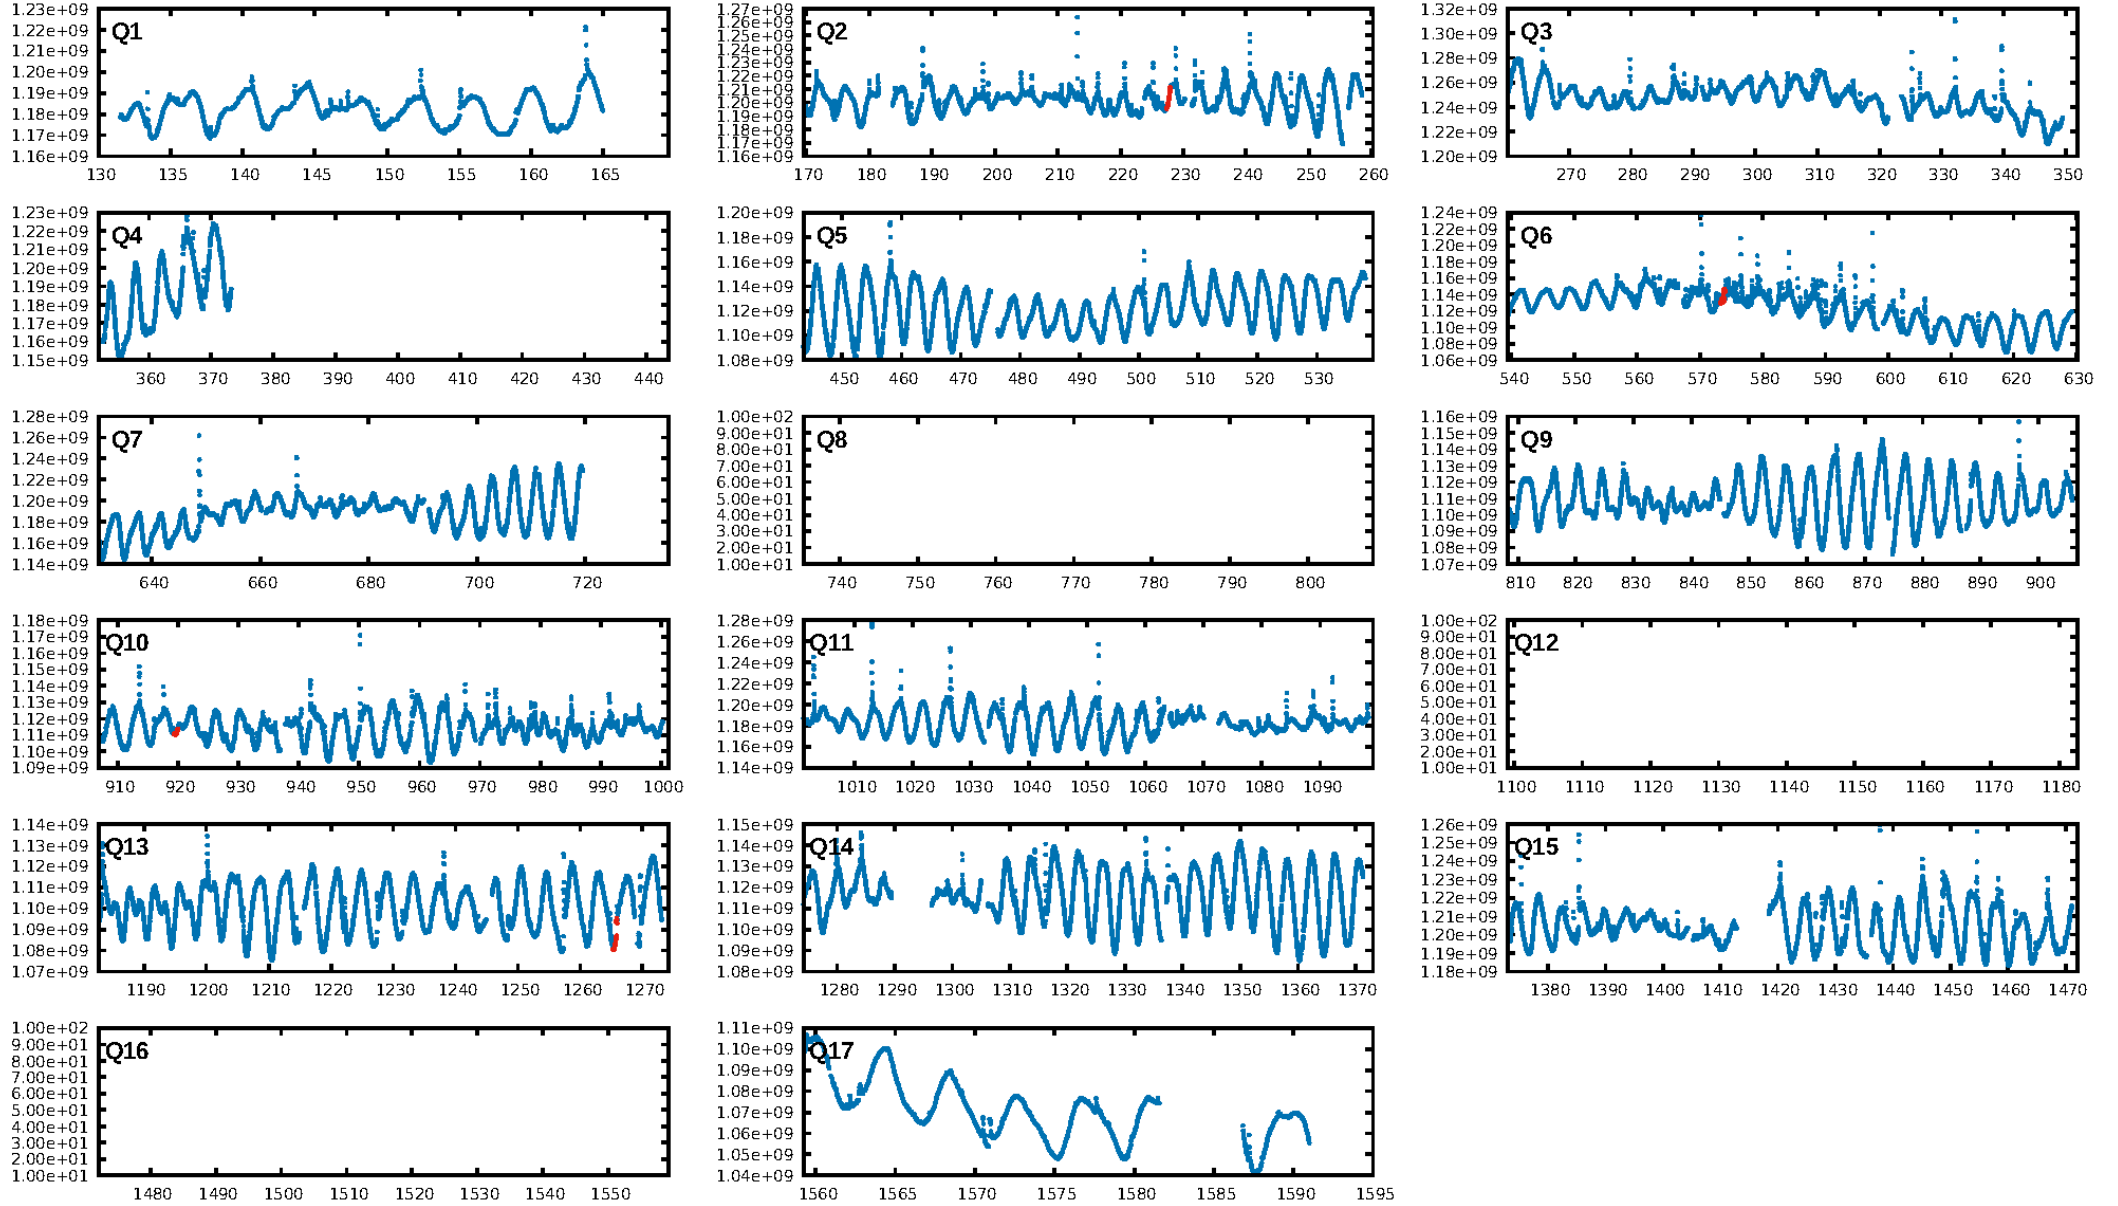 1.23e+09
1.22e+09
1.21e+09
1.20e+09
1.19e+09
1.18e+09
1.17e+09
1.16e+09
Q1
130 135 140 145 150 155 160 165
1.27e+09
1.26e+09
1.25e+09
1.24e+09
1.23e+09
1.22e+09
1.21e+09
1.20e+09
1.19e+09
1.18e+09
1.17e+09
1.16e+09
Q2
170 180 190 200 210 220 230 240 250 260
1.32e+09
1.30e+09
1.28e+09
1.26e+09
1.24e+09
1.22e+09
1.20e+09
Q3
270 280 290 300 310 320 330 340 350
1.23e+09
1.22e+09
1.21e+09
1.20e+09
1.19e+09
1.18e+09
1.17e+09
1.16e+09
1.15e+09
Q4
360 370 380 390 400 410 420 430 440
1.20e+09
1.18e+09
1.16e+09
1.14e+09
1.12e+09
1.10e+09
1.08e+09
Q5
450 460 470 480 490 500 510 520 530
1.24e+09
1.22e+09
1.20e+09
1.18e+09
1.16e+09
1.14e+09
1.12e+09
1.10e+09
1.08e+09
1.06e+09
Q6
540 550 560 570 580 590 600 610 620 630
1.28e+09
1.26e+09
1.24e+09
1.22e+09
1.20e+09
1.18e+09
1.16e+09
1.14e+09
Q7
640 660 680 700 720
1.00e+02
9.00e+01
8.00e+01
7.00e+01
6.00e+01
5.00e+01
4.00e+01
3.00e+01
2.00e+01
1.00e+01
Q8
740 750 760 770 780 790 800
1.16e+09
1.15e+09
1.14e+09
1.13e+09
1.12e+09
1.11e+09
1.10e+09
1.09e+09
1.08e+09
1.07e+09
Q9
810 820 830 840 850 860 870 880 890 900
1.18e+09
1.17e+09
1.16e+09
1.15e+09
1.14e+09
1.13e+09
1.12e+09
1.11e+09
1.10e+09
1.09e+09
Q10
910 920 930 940 950 960 970 980 990 1000
1.28e+09
1.26e+09
1.24e+09
1.22e+09
1.20e+09
1.18e+09
1.16e+09
1.14e+09
Q11
1010 1020 1030 1040 1050 1060 1070 1080 1090
1.00e+02
9.00e+01
8.00e+01
7.00e+01
6.00e+01
5.00e+01
4.00e+01
3.00e+01
2.00e+01
1.00e+01
Q12
1100 1110 1120 1130 1140 1150 1160 1170 1180
1.14e+09
1.13e+09
1.12e+09
1.11e+09
1.10e+09
1.09e+09
1.08e+09
1.07e+09
Q13
1190 1200 1210 1220 1230 1240 1250 1260 1270
1.15e+09
1.14e+09
1.13e+09
1.12e+09
1.11e+09
1.10e+09
1.09e+09
1.08e+09
Q14
1280 1290 1300 1310 1320 1330 1340 1350 1360 1370
1.26e+09
1.25e+09
1.24e+09
1.23e+09
1.22e+09
1.21e+09
1.20e+09
1.19e+09
1.18e+09
Q15
1380 1390 1400 1410 1420 1430 1440 1450 1460 1470
1.00e+02
9.00e+01
8.00e+01
7.00e+01
6.00e+01
5.00e+01
4.00e+01
3.00e+01
2.00e+01
1.00e+01
Q16
1480 1490 1500 1510 1520 1530 1540 1550
1.11e+09
1.10e+09
1.09e+09
1.08e+09
1.07e+09
1.06e+09
1.05e+09
1.04e+09
Q17
1560 1565 1570 1575 1580 1585 1590 1595